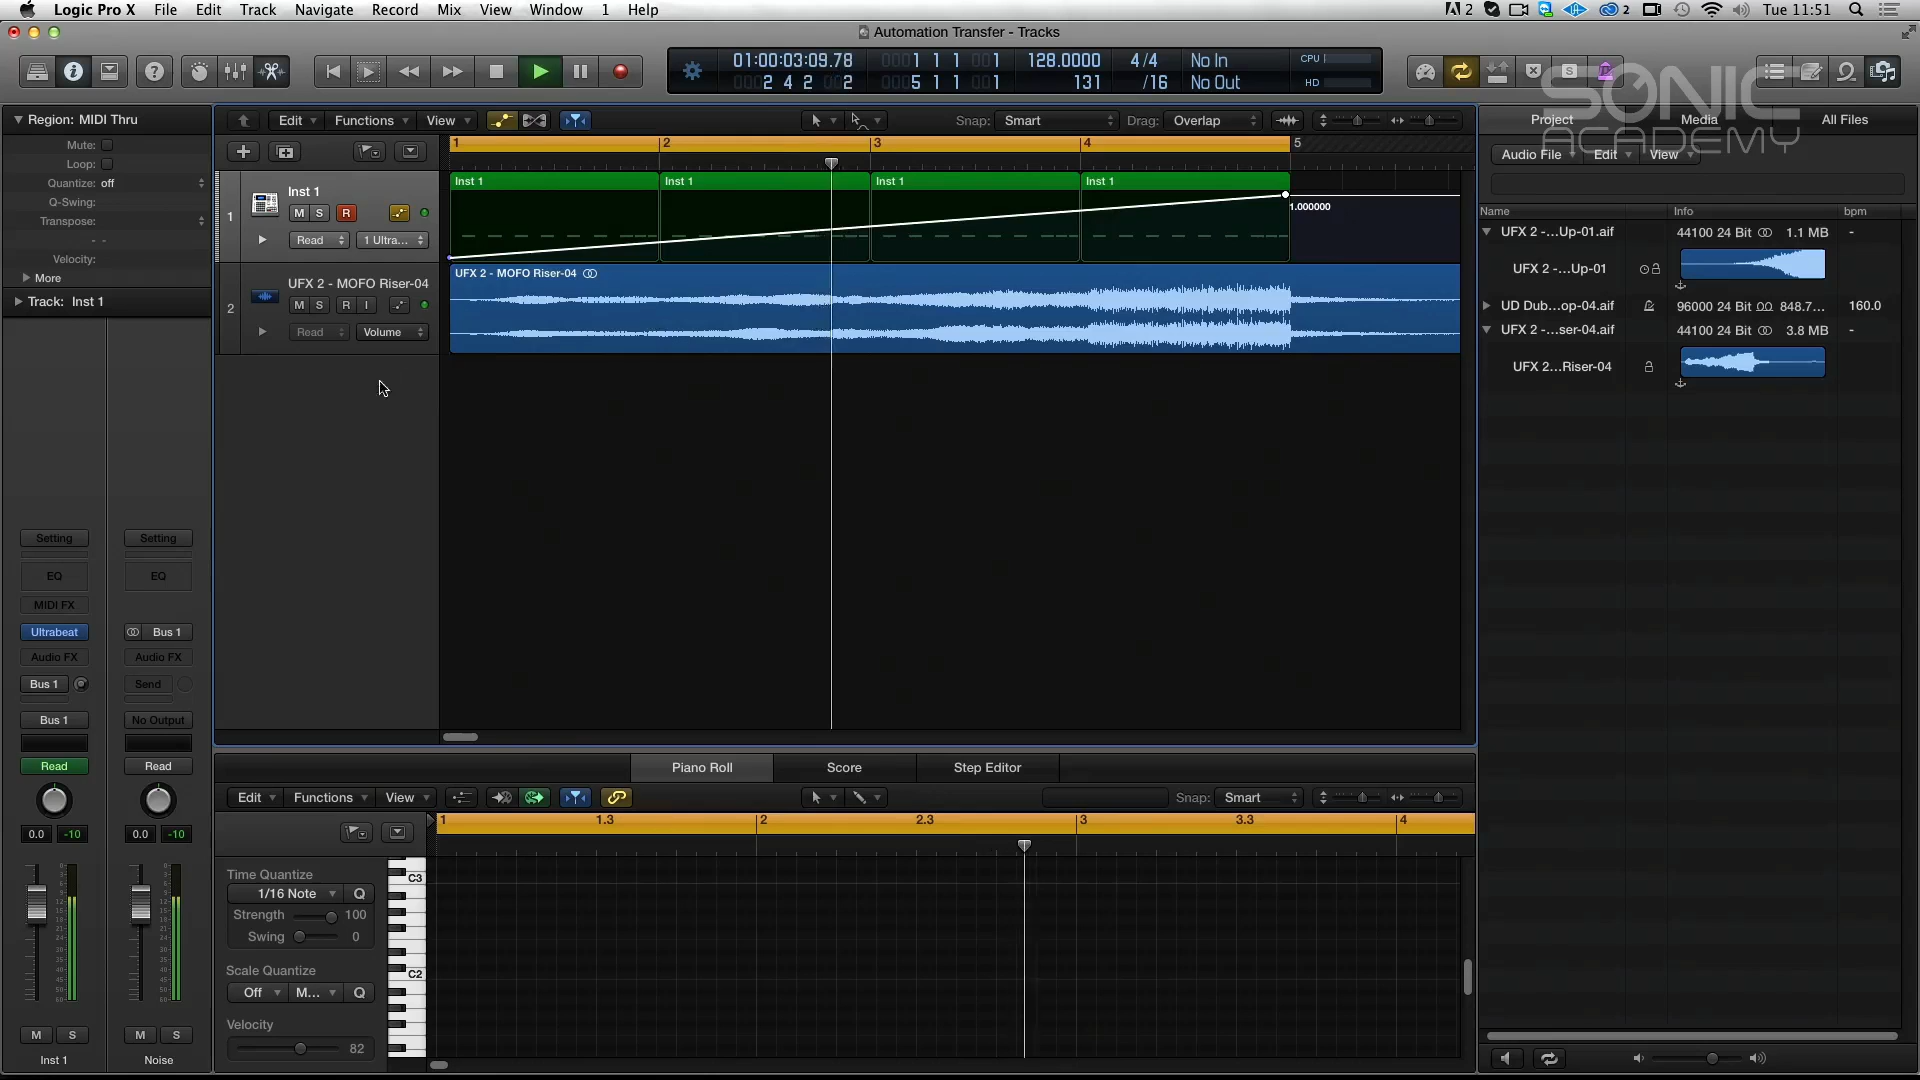 Logic Pro X File Edit Track Navigate Record Mix View Window 1 Help
2 2 Tue 11:51
Automation Transfer - Tracks
01:00:03:09.78 0001 1 1 001 128.0000 4/4 No In CPU
0002 4 2 002 0005 1 1 001 131 /16 No Out HD
SONIC
ACADEMY
Region: MIDI Thru
Mute:
Loop:
Quantize: off
Q-Swing:
Transpose:
- -
Velocity:
More
Track: Inst 1
Edit Functions View Snap: Smart Drag: Overlap
1 2 3 4 5
1 Inst 1
M S R
Read 1 Ultra...
Inst 1 Inst 1 Inst 1 Inst 1
1.000000
2 UFX 2 - MOFO Riser-04
M S R I
Read Volume
UFX 2 - MOFO Riser-04
Project Media All Files
Audio File Edit View
Name Info bpm
UFX 2 -...Up-01.aif 44100 24 Bit 1.1 MB -
UFX 2 -...Up-01
UD Dub...op-04.aif 96000 24 Bit 848.7... 160.0
UFX 2 -...ser-04.aif 44100 24 Bit 3.8 MB -
UFX 2...Riser-04
Setting Setting
EQ EQ
MIDI FX
Ultrabeat Bus 1
Audio FX Audio FX
Bus 1 Send
Bus 1 No Output
Read Read
0.0 -10 0.0 -10
M S M S
Inst 1 Noise
Piano Roll Score Step Editor
Edit Functions View Snap: Smart
1 1.3 2 2.3 3 3.3 4
Time Quantize
1/16 Note Q
Strength 100
Swing 0
Scale Quantize
Off M... Q
Velocity
82
C3
C2